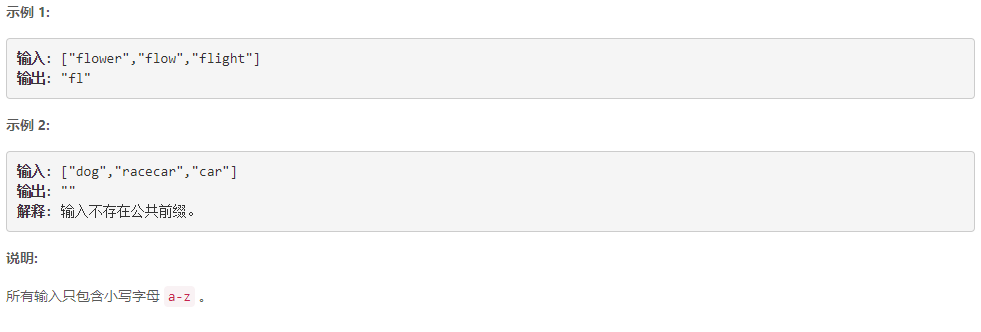 示例 1:
输入: ["flower","flow","flight"]
输出: "fl"
示例 2:
输入: ["dog","racecar","car"]
输出: ""
解释: 输入不存在公共前缀。
说明:
所有输入只包含小写字母 a-z 。